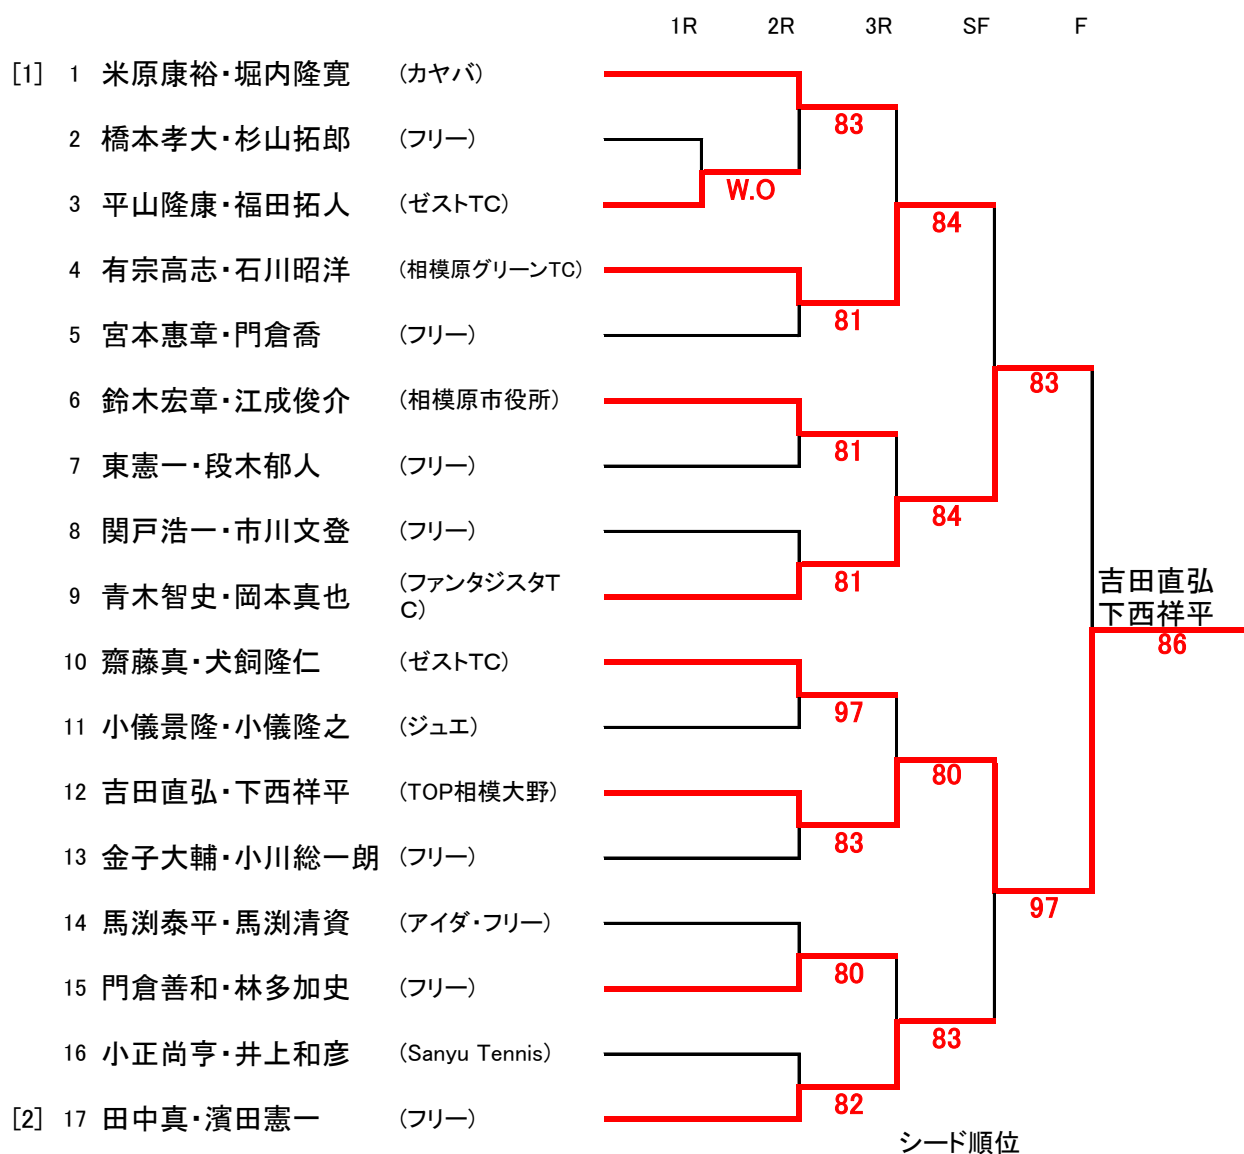 1R 2R 3R SF F
[1] 1 米原康裕・堀内隆寛 (カヤバ)
83
2 橋本孝大・杉山拓郎 (フリー)
W.O
3 平山隆康・福田拓人 (ゼストTC)
84
4 有宗高志・石川昭洋 (相模原グリーンTC)
81
5 宮本惠章・門倉喬 (フリー)
83
6 鈴木宏章・江成俊介 (相模原市役所)
81
7 東憲一・段木郁人 (フリー)
84
8 関戸浩一・市川文登 (フリー)
81
9 青木智史・岡本真也 (ファンタジスタT
C)
吉田直弘
下西祥平
86
10 齋藤真・犬飼隆仁 (ゼストTC)
97
11 小儀景隆・小儀隆之 (ジュエ)
80
12 吉田直弘・下西祥平 (TOP相模大野)
83
13 金子大輔・小川総一朗 (フリー)
97
14 馬渕泰平・馬渕清資 (アイダ・フリー)
80
15 門倉善和・林多加史 (フリー)
83
16 小正尚亨・井上和彦 (Sanyu Tennis)
82
[2] 17 田中真・濱田憲一 (フリー)
シード順位